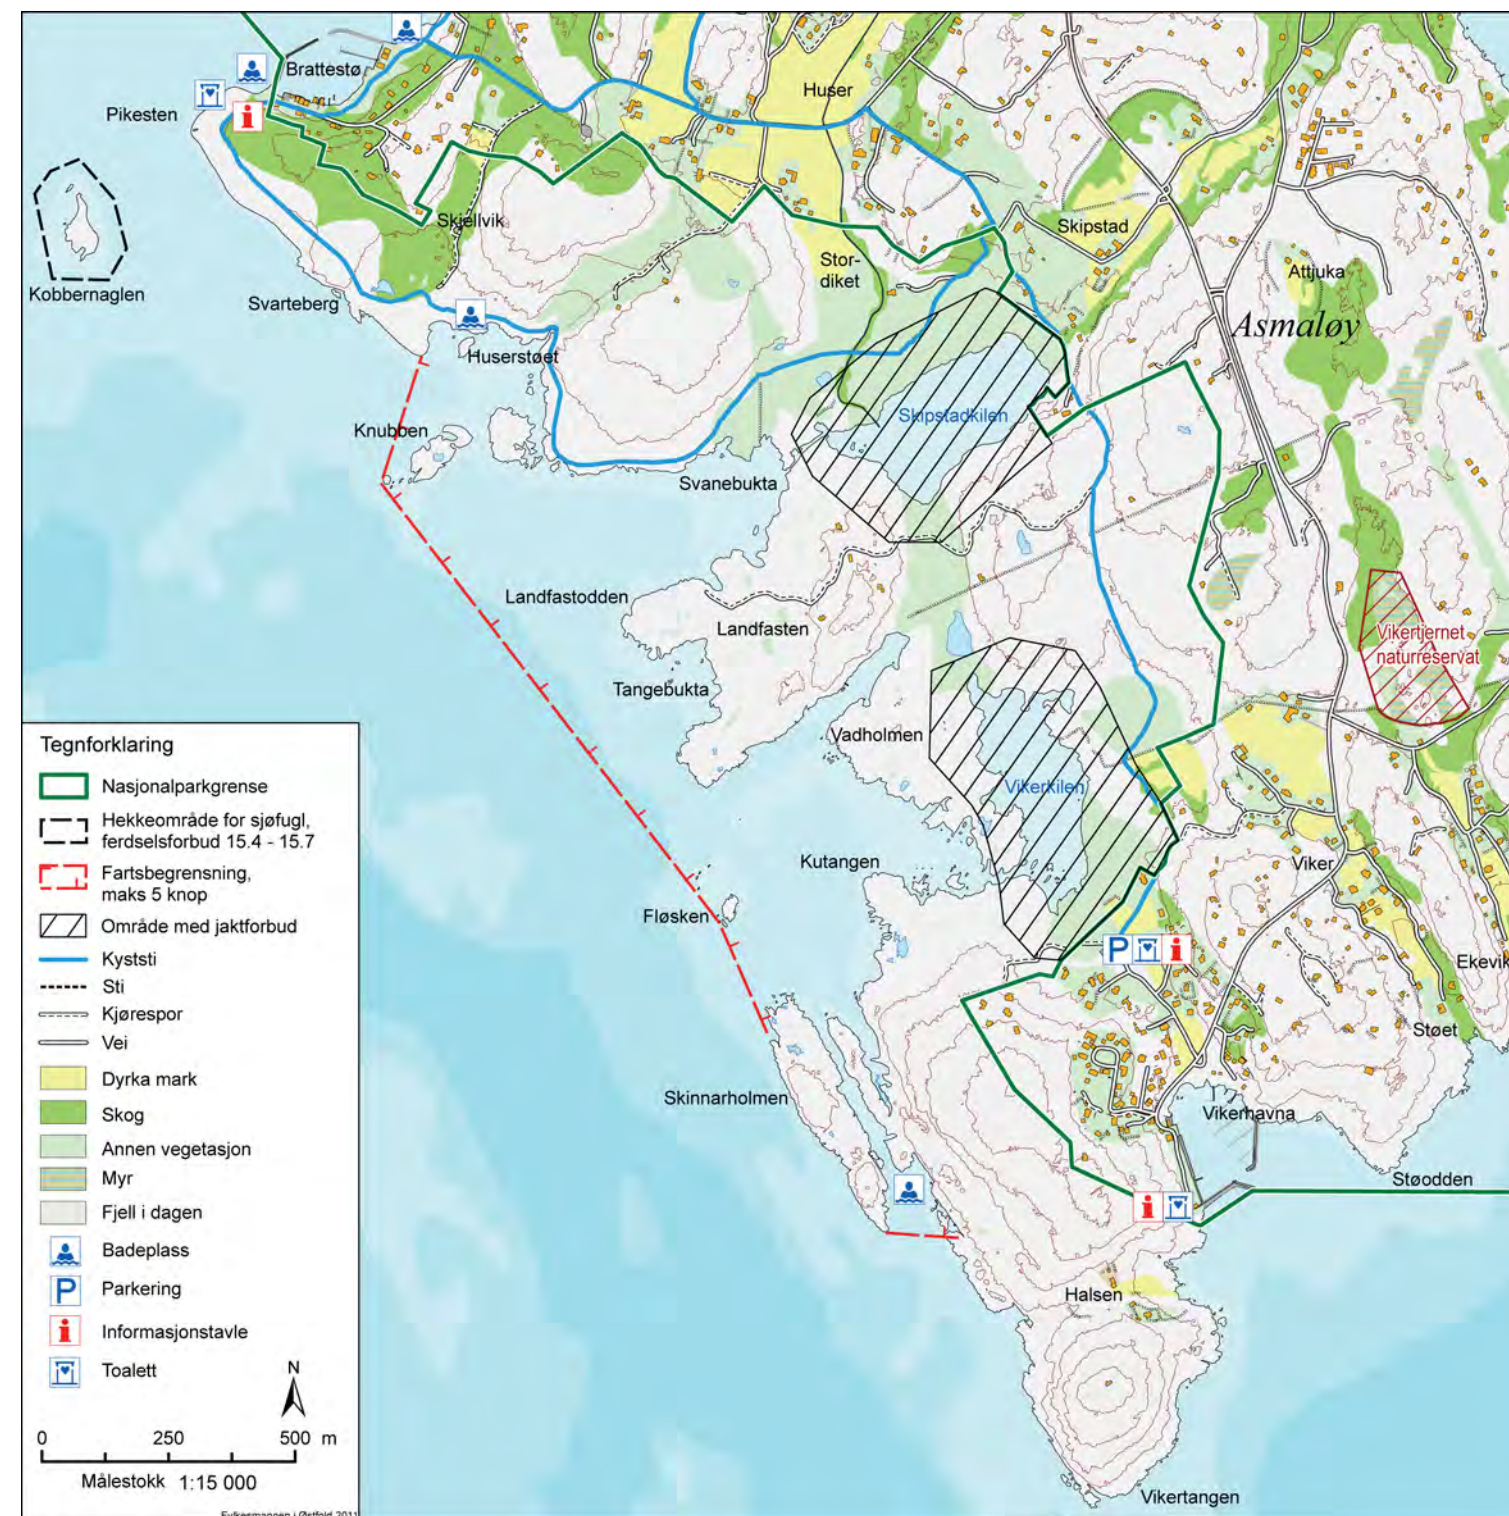 Brattestø
Pikesten
Huser
Skjellvik
Skipstad
Stor-
diket
Attjuka
Kobbernaglen
Svarteberg
Asmaløy
Huserstøet
Skipstadkilen
Knubben
Svanebukta
Landfastodden
Landfasten
Vikertjernet
naturreservat
Tangebukta
Vadholmen
Vikerkilen
Kutangen
Viker
Fløsken
P
Ekevik
Støet
Skinnarholmen
Vikerhavna
Støodden
Halsen
Vikertangen
Tegnforklaring
Nasjonalparkgrense
Hekkeområde for sjøfugl,
ferdselsforbud 15.4 - 15.7
Fartsbegrensning,
maks 5 knop
Område med jaktforbud
Kyststi
Sti
Kjørespor
Vei
Dyrka mark
Skog
Annen vegetasjon
Myr
Fjell i dagen
Badeplass
P Parkering
i Informasjonstavle
Toalett
N
0 250 500 m
Målestokk 1:15 000
Fylkesmannen i Østfold 2011